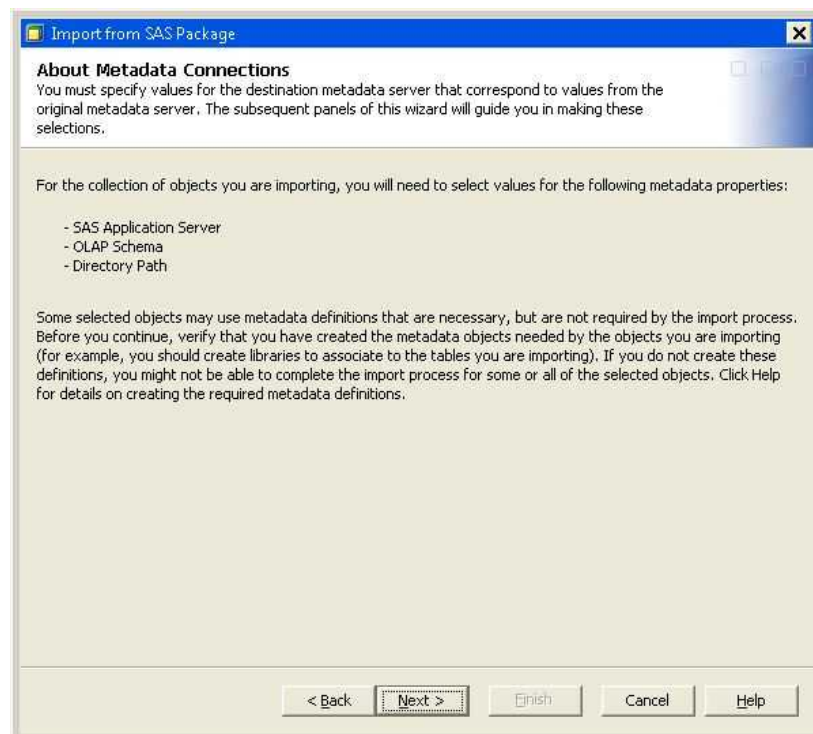 Import from SAS Package
About Metadata Connections
You must specify values for the destination metadata server that correspond to values from the
original metadata server. The subsequent panels of this wizard will guide you in making these
selections.
For the collection of objects you are importing, you will need to select values for the following metadata properties:
- SAS Application Server
- OLAP Schema
- Directory Path
Some selected objects may use metadata definitions that are necessary, but are not required by the import process.
Before you continue, verify that you have created the metadata objects needed by the objects you are importing
(for example, you should create libraries to associate to the tables you are importing). If you do not create these
definitions, you might not be able to complete the import process for some or all of the selected objects. Click Help
for details on creating the required metadata definitions.
< Back Next > Finish Cancel Help